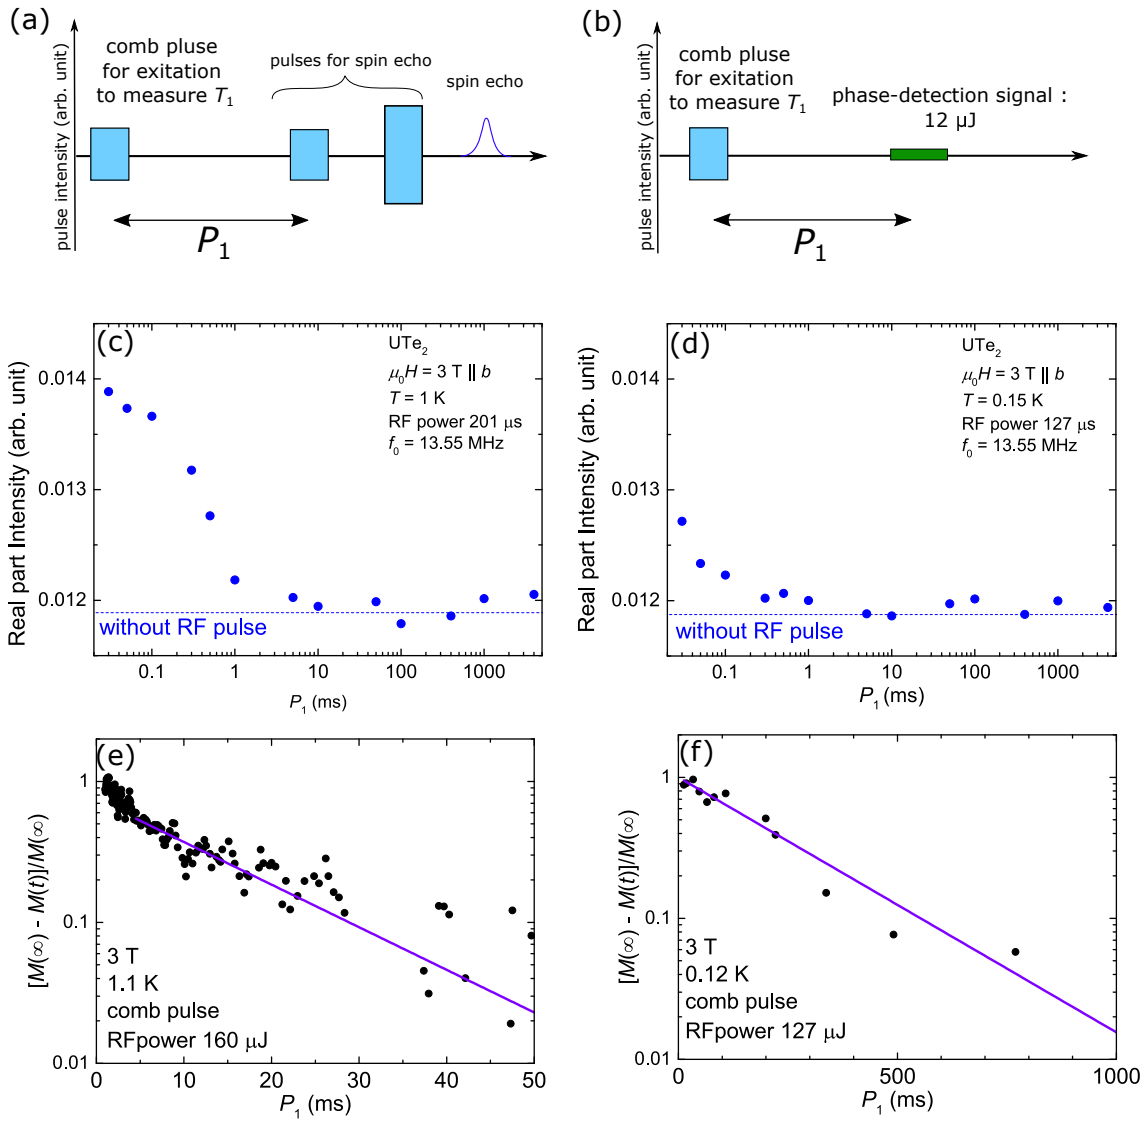 (a)
pulse intensity (arb. unit)
comb pluse
for exitation
to measure T₁
pulses for spin echo
spin echo
P₁
(b)
pulse intensity (arb. unit)
comb pluse
for exitation
to measure T₁
phase-detection signal :
12 μJ
P₁
(c)
Real part Intensity (arb. unit)
0.014
0.013
0.012
UTe₂
μ₀H = 3 T || b
T = 1 K
RF power 201 μs
f₀ = 13.55 MHz
without RF pulse
0.1 1 10 100 1000
P₁ (ms)
(d)
Real part Intensity (arb. unit)
0.014
0.013
0.012
UTe₂
μ₀H = 3 T || b
T = 0.15 K
RF power 127 μs
f₀ = 13.55 MHz
without RF pulse
0.1 1 10 100 1000
P₁ (ms)
(e)
[M(∞) - M(t)]/M(∞)
1
0.1
0.01
3 T
1.1 K
comb pulse
RFpower 160 μJ
0 10 20 30 40 50
P₁ (ms)
(f)
[M(∞) - M(t)]/M(∞)
1
0.1
0.01
3 T
0.12 K
comb pulse
RFpower 127 μJ
0 500 1000
P₁ (ms)